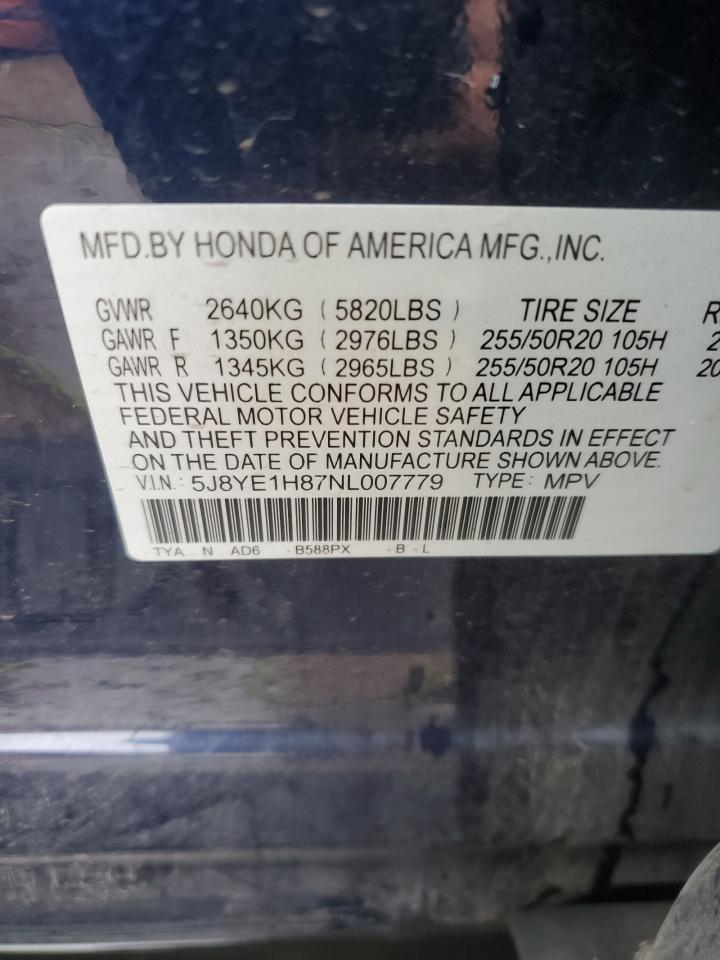 MFD.BY HONDA OF AMERICA MFG.,INC.
GVWR 2640KG ( 5820LBS ) TIRE SIZE R
GAWR F 1350KG ( 2976LBS ) 255/50R20 105H 2
GAWR R 1345KG ( 2965LBS ) 255/50R20 105H 20
THIS VEHICLE CONFORMS TO ALL APPLICABLE
FEDERAL MOTOR VEHICLE SAFETY
AND THEFT PREVENTION STANDARDS IN EFFECT
ON THE DATE OF MANUFACTURE SHOWN ABOVE.
V.I.N.: 5J8YE1H87NL007779 TYPE: MPV
TYA N AD6 -B588PX -B - L